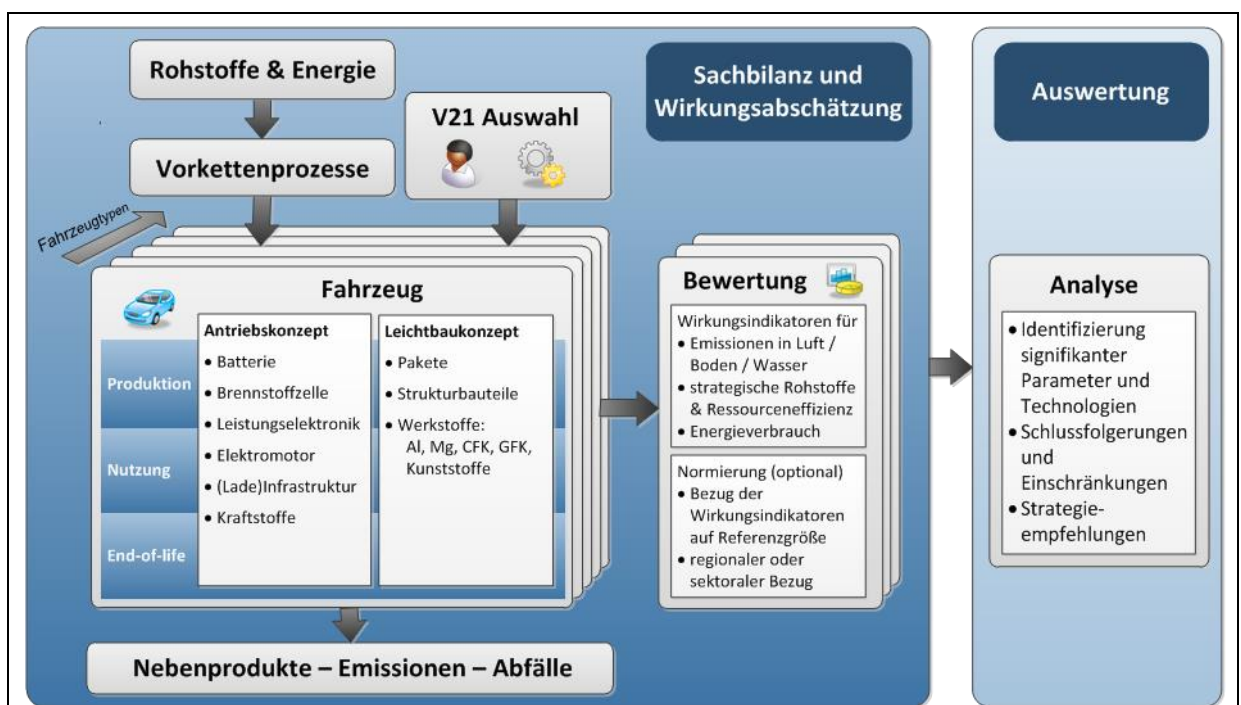 Rohstoffe & Energie
Vorkettenprozesse
V21 Auswahl
Sachbilanz und
Wirkungsabschätzung
Auswertung
Fahrzeugtypen
Fahrzeug
Produktion
Nutzung
End-of-life
Antriebskonzept
• Batterie
• Brennstoffzelle
• Leistungselektronik
• Elektromotor
• (Lade)Infrastruktur
• Kraftstoffe
Leichtbaukonzept
• Pakete
• Strukturbauteile
• Werkstoffe:
Al, Mg, CFK, GFK,
Kunststoffe
Bewertung
Wirkungsindikatoren für
• Emissionen in Luft /
Boden / Wasser
• strategische Rohstoffe
& Ressourceneffizienz
• Energieverbrauch
Normierung (optional)
• Bezug der
Wirkungsindikatoren
auf Referenzgröße
• regionaler oder
sektoraler Bezug
Analyse
• Identifizierung
signifikanter
Parameter und
Technologien
• Schlussfolgerungen
und
Einschränkungen
• Strategie-
empfehlungen
Nebenprodukte – Emissionen – Abfälle